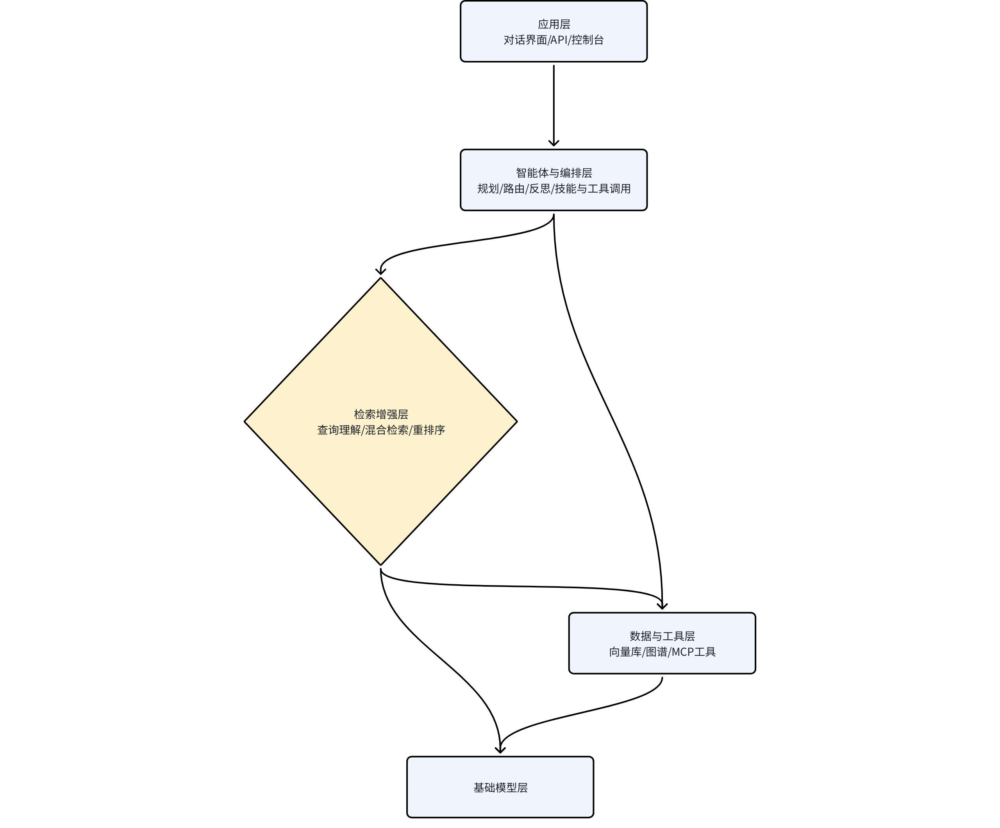 应用层
对话界面/API/控制台
智能体与编排层
规划/路由/反思/技能与工具调用
检索增强层
查询理解/混合检索/重排序
数据与工具层
向量库/图谱/MCP工具
基础模型层